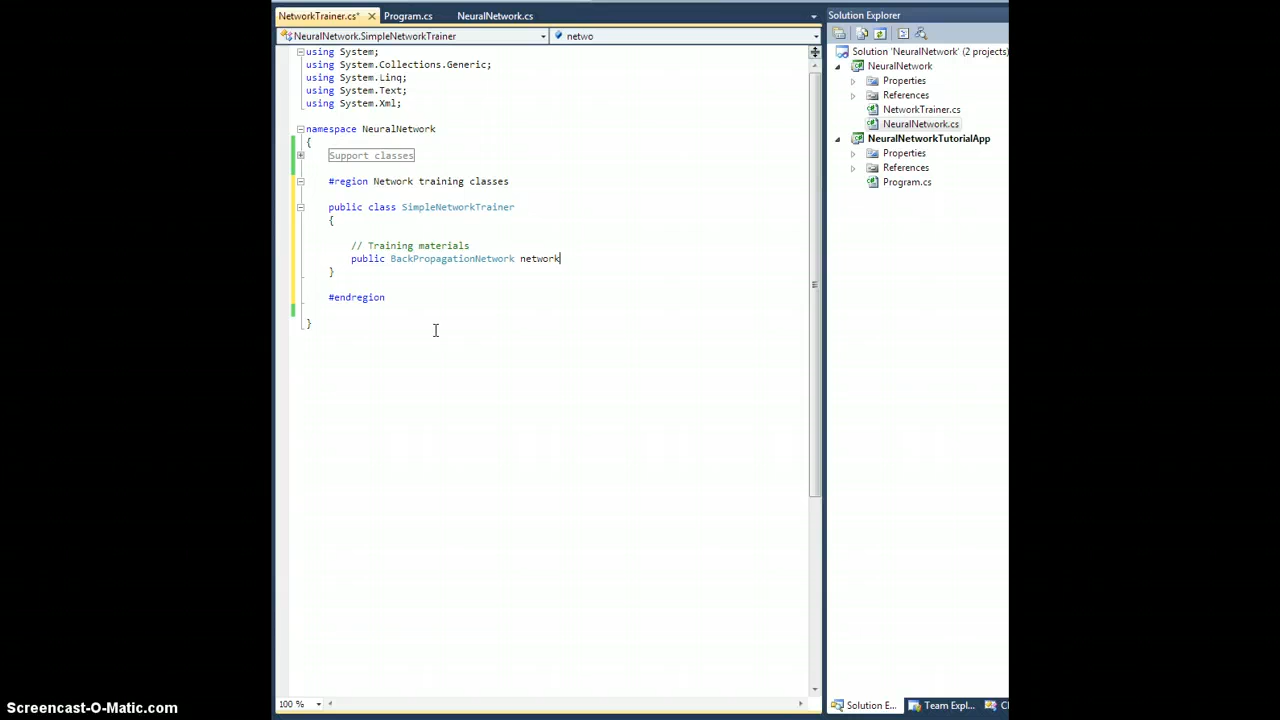 NetworkTrainer.cs* Program.cs NeuralNetwork.cs
NeuralNetwork.SimpleNetworkTrainer netwo
using System;
using System.Collections.Generic;
using System.Linq;
using System.Text;
using System.Xml;
namespace NeuralNetwork
{
Support classes
#region Network training classes
public class SimpleNetworkTrainer
{
// Training materials
public BackPropagationNetwork network
}
#endregion
}
100 %
Solution Explorer
Solution 'NeuralNetwork' (2 projects)
NeuralNetwork
Properties
References
NetworkTrainer.cs
NeuralNetwork.cs
NeuralNetworkTutorialApp
Properties
References
Program.cs
Solution E... Team Expl...
Screencast-O-Matic.com